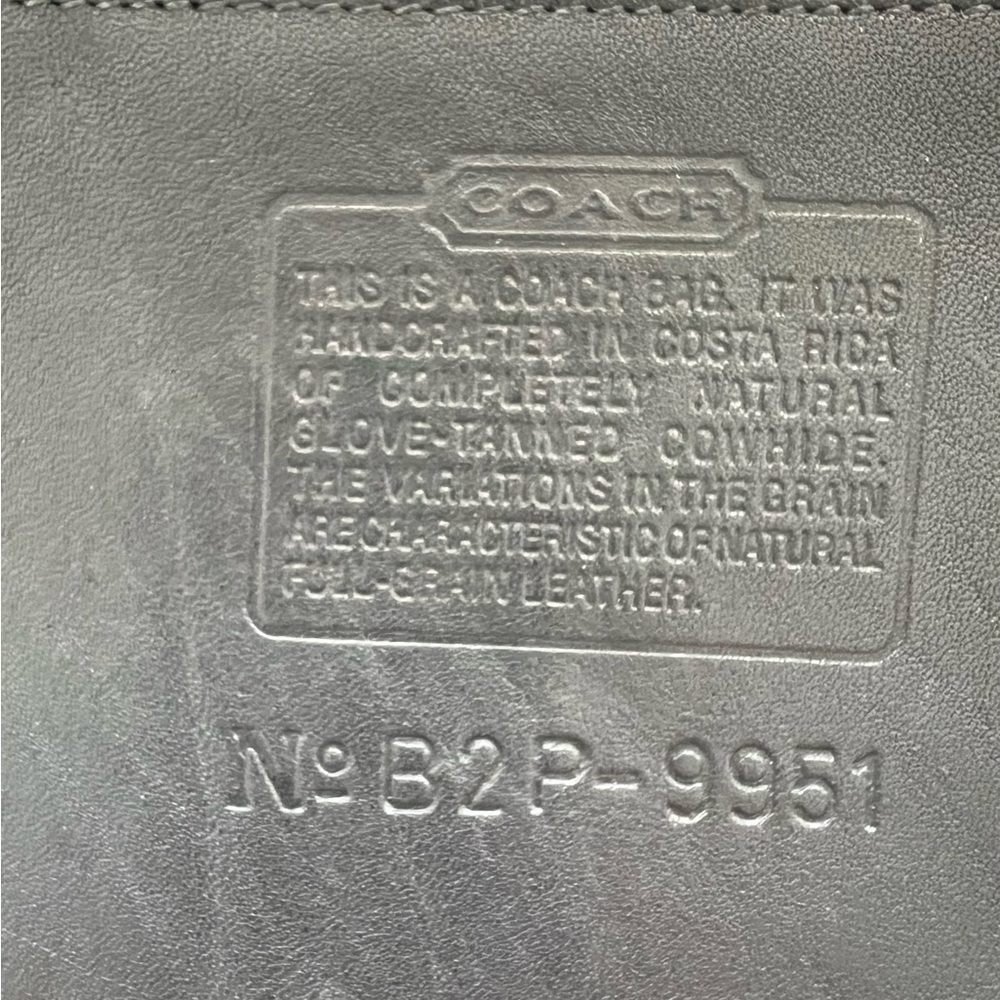 COACH
THIS IS A COACH BAG. IT WAS
HANDCRAFTED IN COSTA RICA
OF COMPLETELY NATURAL
GLOVE-TANNED COWHIDE.
THE VARIATIONS IN THE GRAIN
ARE CHARACTERISTIC OF NATURAL
FULL-GRAIN LEATHER.
Nº B2P-9951